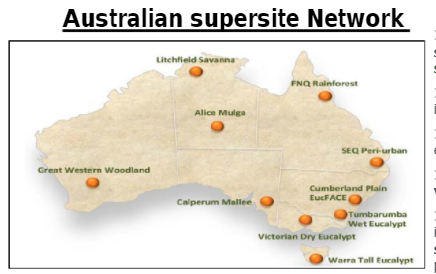 Australian supersite Network
Litchfield Savanna
FNQ Rainforest
Alice Mulga
SEQ Peri-urban
Great Western Woodland
Cumberland Plain
EucFACE
Calperum Mallee
Tumbarumba
Wet Eucalypt
Victorian Dry Eucalypt
Warra Tall Eucalypt